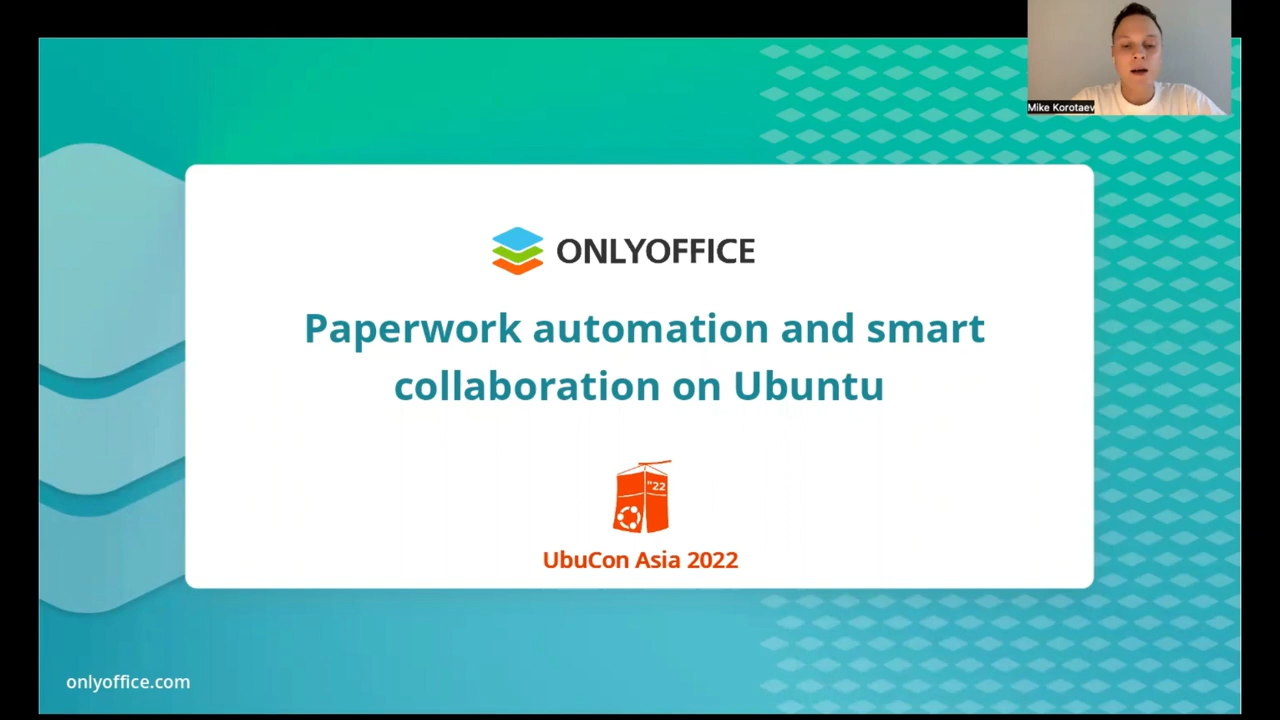 Mike Korotaev
ONLYOFFICE
Paperwork automation and smart
collaboration on Ubuntu
"22
UbuCon Asia 2022
onlyoffice.com